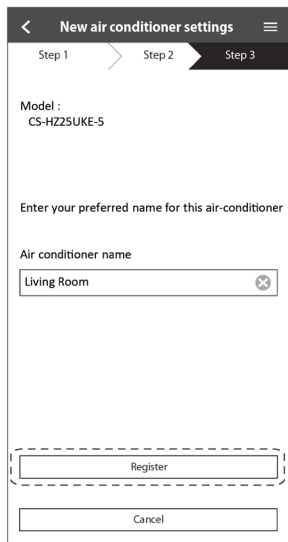 New air conditioner settings
Step 1 Step 2 Step 3
Model :
CS-HZ25UKE-5
Enter your preferred name for this air-conditioner
Air conditioner name
Living Room
Register
Cancel